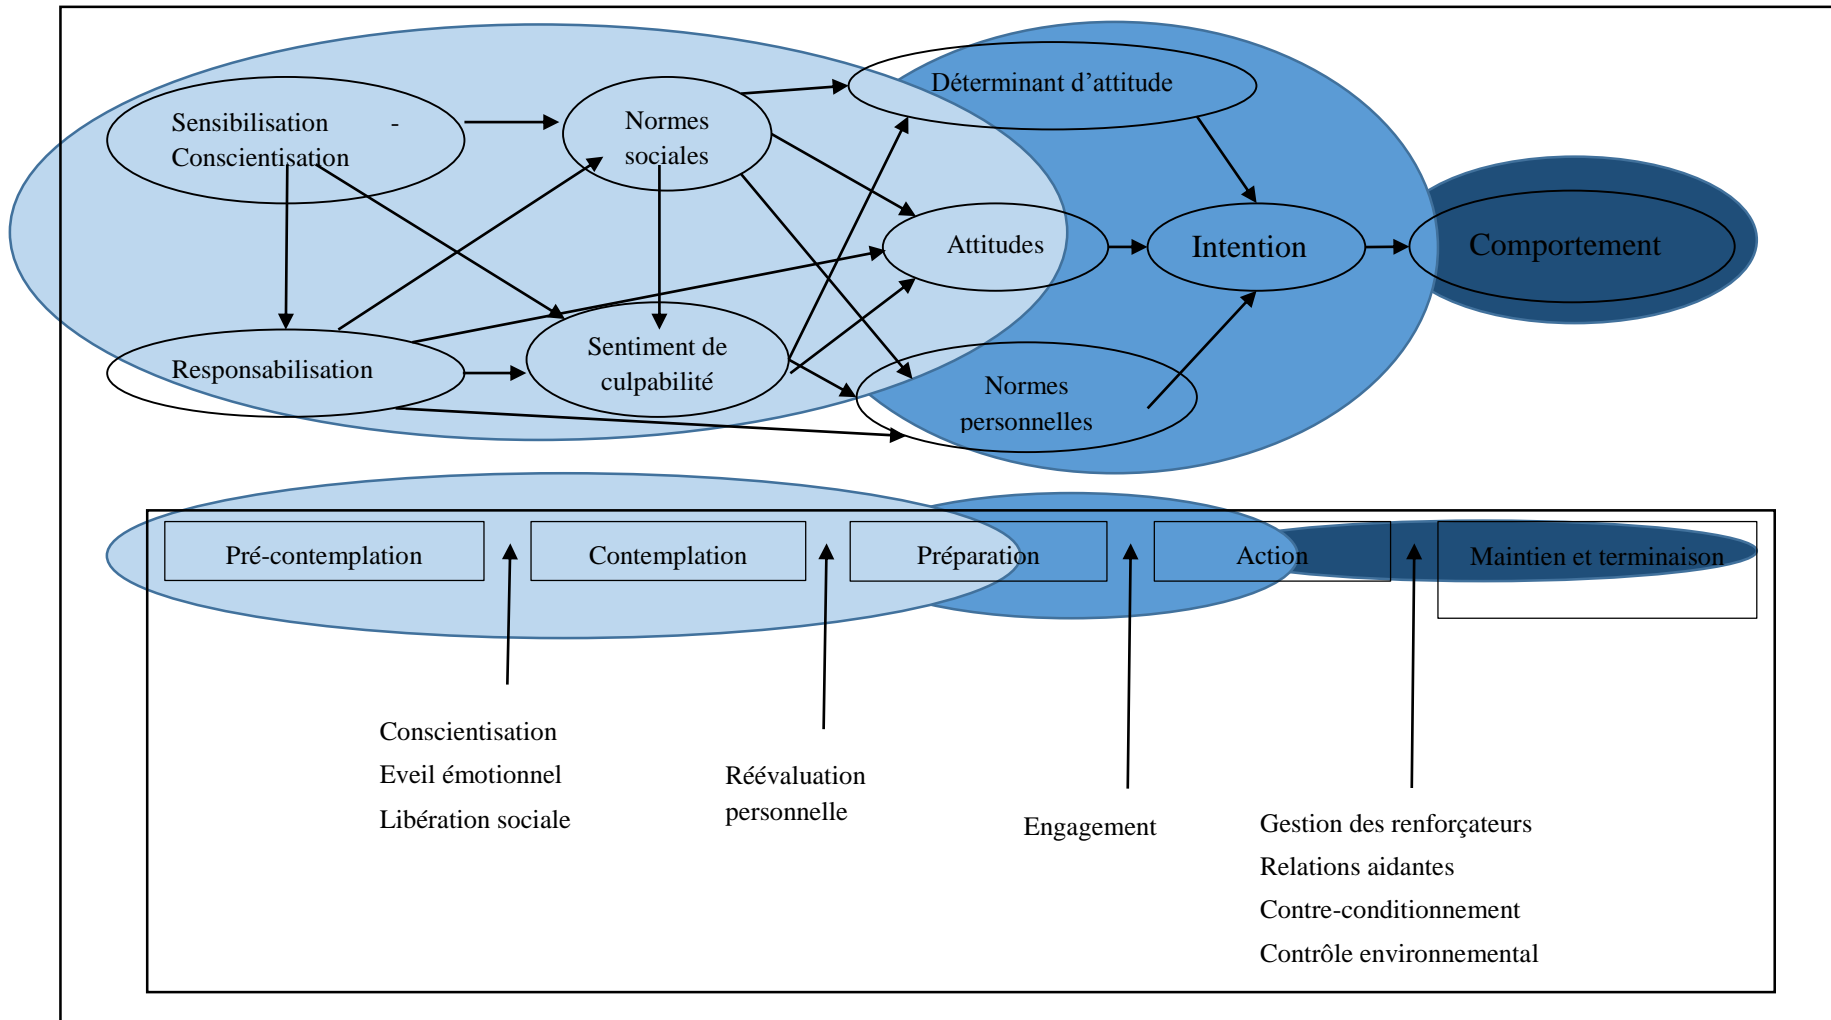 Déterminant d’attitude
Sensibilisation -
Conscientisation
Normes
sociales
Attitudes
Intention
Comportement
Responsabilisation
Sentiment de
culpabilité
Normes
personnelles
Pré-contemplation
Contemplation
Préparation
Action
Maintien et terminaison
Conscientisation
Eveil émotionnel
Libération sociale
Réévaluation
personnelle
Engagement
Gestion des renforçateurs
Relations aidantes
Contre-conditionnement
Contrôle environnemental